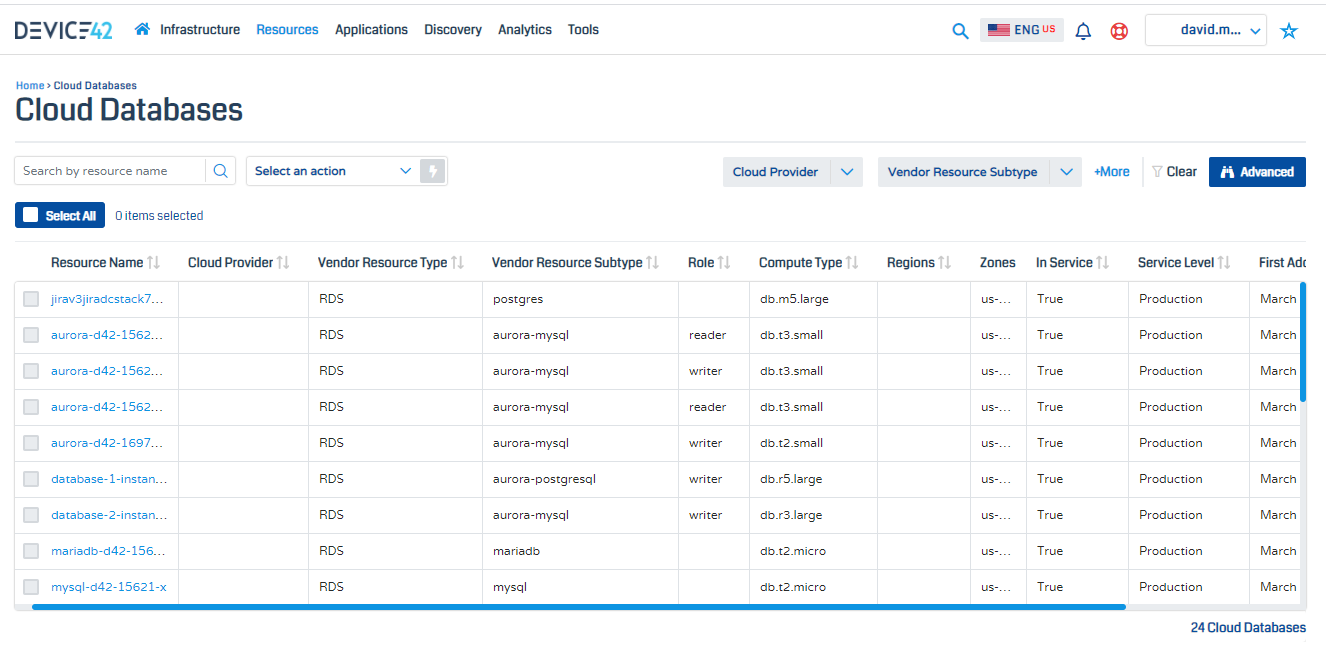 DEVICE42 Infrastructure Resources Applications Discovery Analytics Tools ENG US david.m...
Home › Cloud Databases
Cloud Databases
Search by resource name Select an action Cloud Provider Vendor Resource Subtype +More Clear Advanced
Select All 0 items selected
Resource Name Cloud Provider Vendor Resource Type Vendor Resource Subtype Role Compute Type Regions Zones In Service Service Level First Adc
jirav3jiradcstack7... RDS postgres db.m5.large us-... True Production March
aurora-d42-1562... RDS aurora-mysql reader db.t3.small us-... True Production March
aurora-d42-1562... RDS aurora-mysql writer db.t3.small us-... True Production March
aurora-d42-1562... RDS aurora-mysql reader db.t3.small us-... True Production March
aurora-d42-1697... RDS aurora-mysql writer db.t2.small us-... True Production March
database-1-instan... RDS aurora-postgresql writer db.r5.large us-... True Production March
database-2-instan... RDS aurora-mysql writer db.r3.large us-... True Production March
mariadb-d42-156... RDS mariadb db.t2.micro us-... True Production March
mysql-d42-15621-x RDS mysql db.t2.micro us-... True Production March
24 Cloud Databases